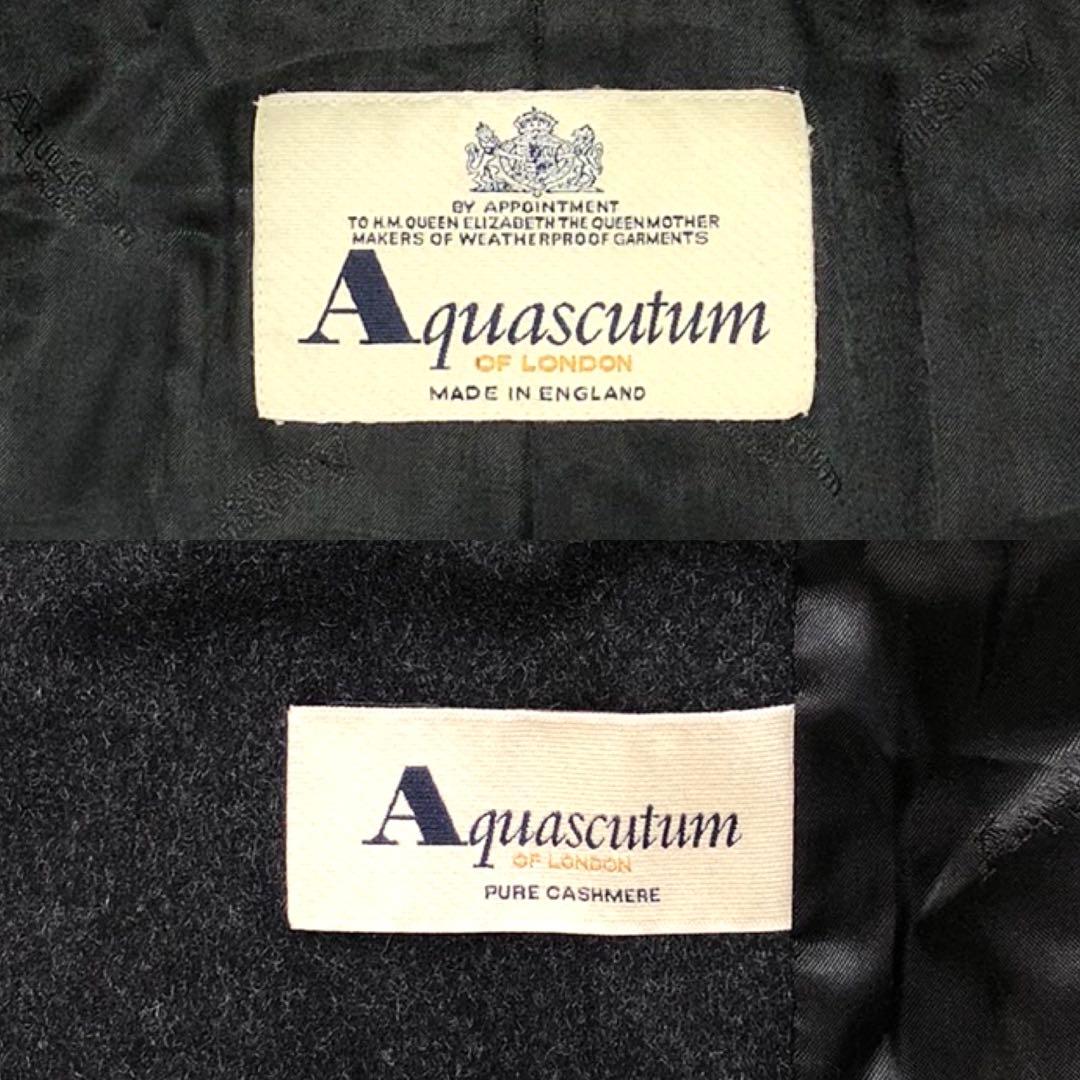 BY APPOINTMENT
TO H.M. QUEEN ELIZABETH THE QUEEN MOTHER
MAKERS OF WEATHERPROOF GARMENTS
Aquascutum
OF LONDON
MADE IN ENGLAND
Aquascutum
OF LONDON
PURE CASHMERE